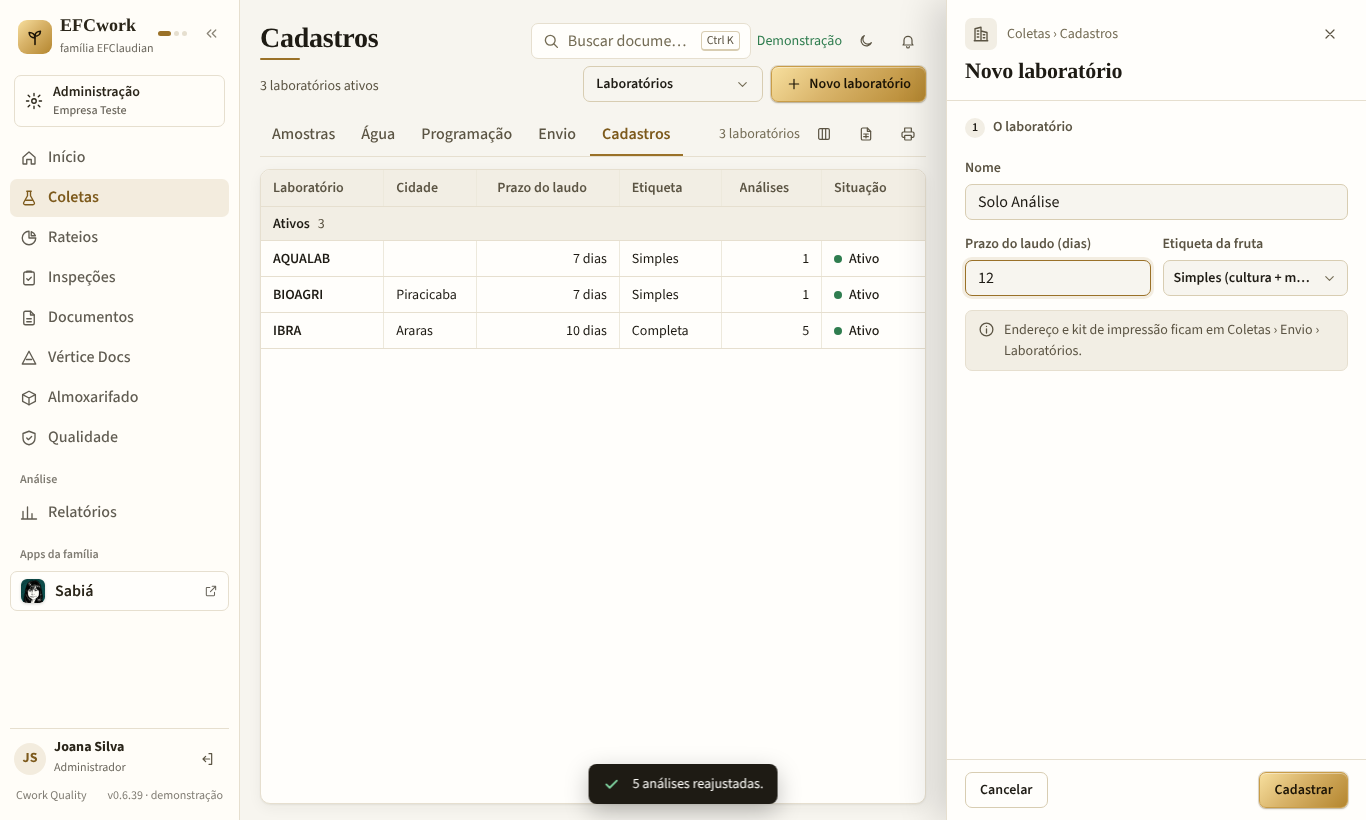 EFCwork
família EFClaudian
Administração
Empresa Teste
Início
Coletas
Rateios
Inspeções
Documentos
Vértice Docs
Almoxarifado
Qualidade
Análise
Relatórios
Apps da família
Sabiá
JS
Joana Silva
Administrador
Cwork Quality
v0.6.39 · demonstração
Cadastros
Buscar docume…
Ctrl K
Demonstração
3 laboratórios ativos
Laboratórios
Novo laboratório
Amostras Água Programação Envio Cadastros
3 laboratórios
Laboratório Cidade Prazo do laudo Etiqueta Análises Situação
Ativos 3
AQUALAB 7 dias Simples 1 Ativo
BIOAGRI Piracicaba 7 dias Simples 1 Ativo
IBRA Araras 10 dias Completa 5 Ativo
5 análises reajustadas.
Coletas › Cadastros
Novo laboratório
1 O laboratório
Nome
Solo Análise
Prazo do laudo (dias) Etiqueta da fruta
12 Simples (cultura + m…
Endereço e kit de impressão ficam em Coletas › Envio ›
Laboratórios.
Cancelar
Cadastrar